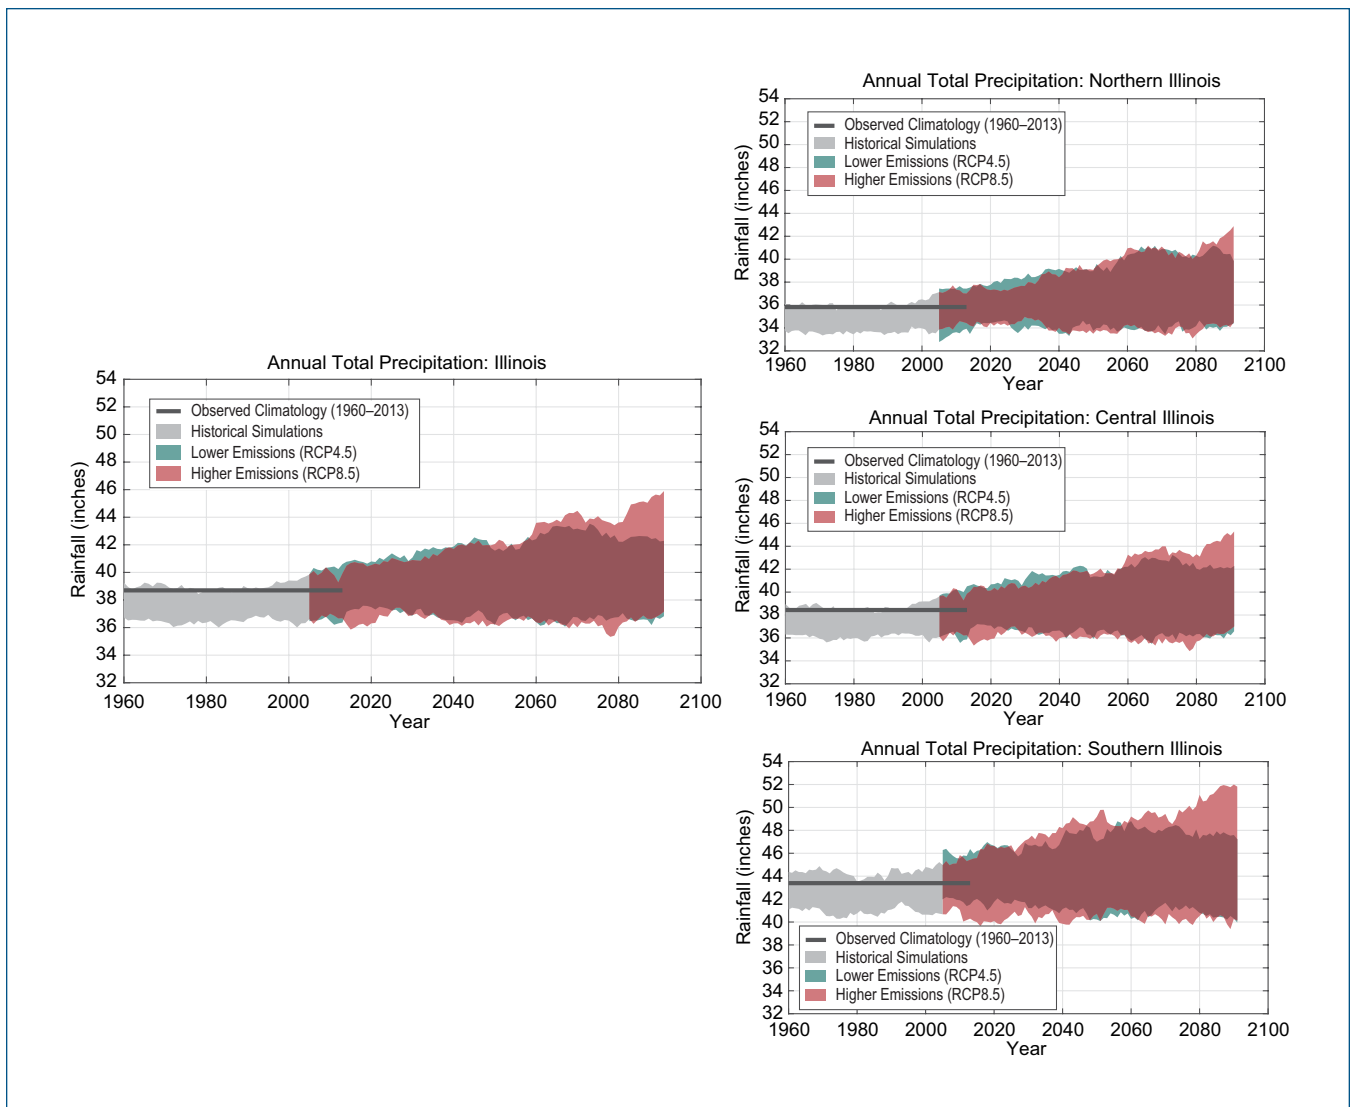 Annual Total Precipitation: Illinois
54
52
50
48
46
44
42
40
38
36
34
32
Rainfall (inches)
Observed Climatology (1960–2013)
Historical Simulations
Lower Emissions (RCP4.5)
Higher Emissions (RCP8.5)
1960 1980 2000 2020 2040 2060 2080 2100
Year
Annual Total Precipitation: Northern Illinois
54
52
50
48
46
44
42
40
38
36
34
32
Rainfall (inches)
Observed Climatology (1960–2013)
Historical Simulations
Lower Emissions (RCP4.5)
Higher Emissions (RCP8.5)
1960 1980 2000 2020 2040 2060 2080 2100
Year
Annual Total Precipitation: Central Illinois
54
52
50
48
46
44
42
40
38
36
34
32
Rainfall (inches)
Observed Climatology (1960–2013)
Historical Simulations
Lower Emissions (RCP4.5)
Higher Emissions (RCP8.5)
1960 1980 2000 2020 2040 2060 2080 2100
Year
Annual Total Precipitation: Southern Illinois
54
52
50
48
46
44
42
40
38
36
34
32
Rainfall (inches)
Observed Climatology (1960–2013)
Historical Simulations
Lower Emissions (RCP4.5)
Higher Emissions (RCP8.5)
1960 1980 2000 2020 2040 2060 2080 2100
Year